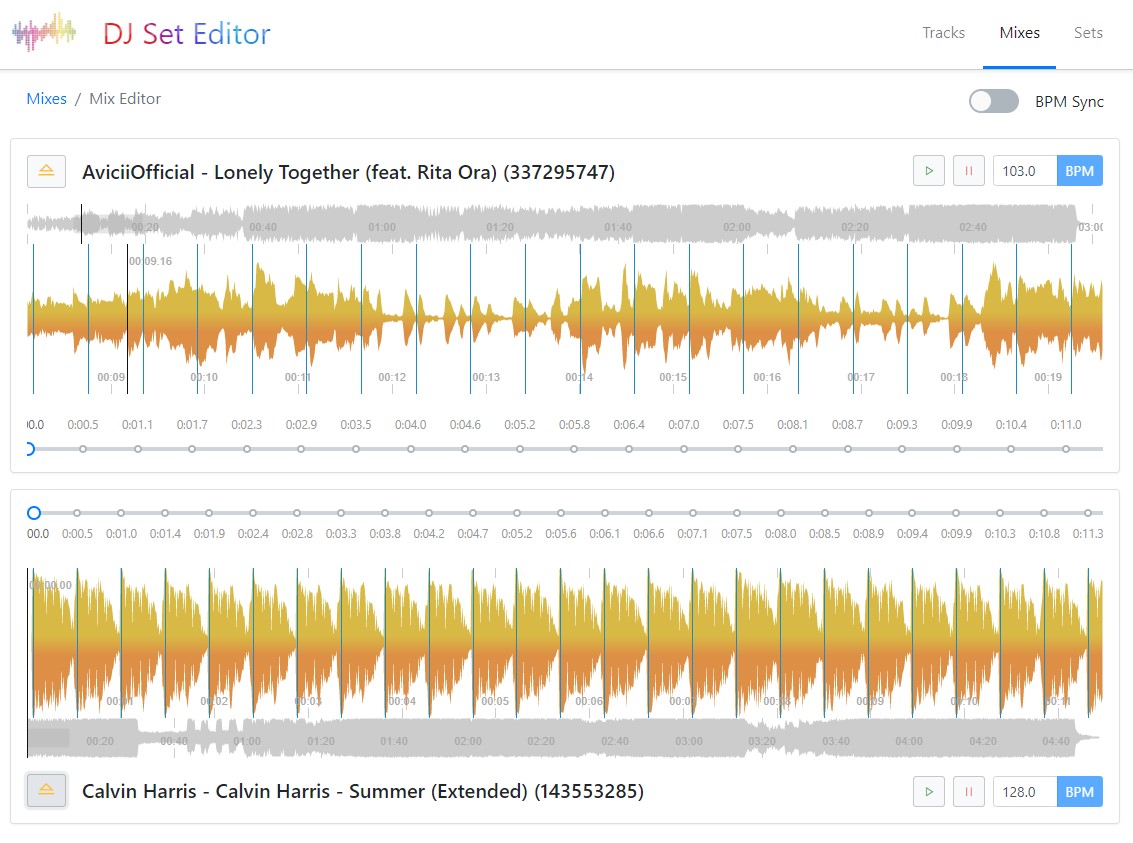 DJ Set Editor
Tracks Mixes Sets
Mixes / Mix Editor
BPM Sync
AviciiOfficial - Lonely Together (feat. Rita Ora) (337295747)
103.0 BPM
00:20 00:40 01:00 01:20 01:40 02:00 02:20 02:40 03:00
00:09.16
00:09 00:10 00:11 00:12 00:13 00:14 00:15 00:16 00:17 00:18 00:19
00.0 0:00.5 0:01.1 0:01.7 0:02.3 0:02.9 0:03.5 0:04.0 0:04.6 0:05.2 0:05.8 0:06.4 0:07.0 0:07.5 0:08.1 0:08.7 0:09.3 0:09.9 0:10.4 0:11.0
00.0 0:00.5 0:01.0 0:01.4 0:01.9 0:02.4 0:02.8 0:03.3 0:03.8 0:04.2 0:04.7 0:05.2 0:05.6 0:06.1 0:06.6 0:07.1 0:07.5 0:08.0 0:08.5 0:08.9 0:09.4 0:09.9 0:10.3 0:10.8 0:11.3
00:00.00
00:01 00:02 00:03 00:04 00:05 00:06 00:09 00:10 00:11
00:20 00:40 01:00 01:20 01:40 02:00 02:20 02:40 03:00 03:20 03:40 04:00 04:20 04:40
Calvin Harris - Calvin Harris - Summer (Extended) (143553285)
128.0 BPM